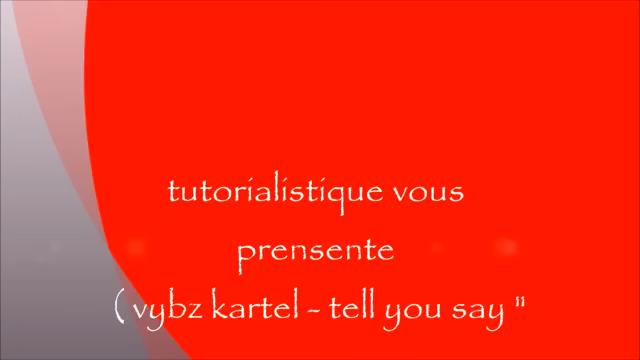 tutorialistique vous
prensente
( vybz kartel - tell you say "